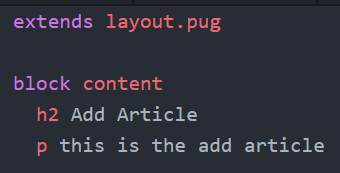 extends layout.pug
block content
h2 Add Article
p this is the add article